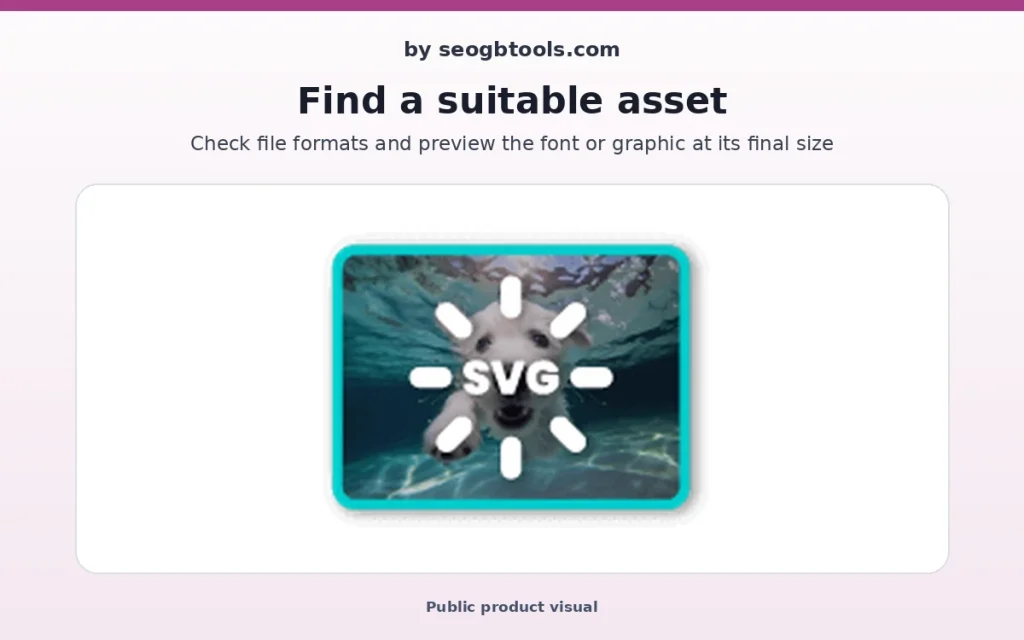 by seogbtools.com
Find a suitable asset
Check file formats and preview the font or graphic at its final size
SVG
Public product visual